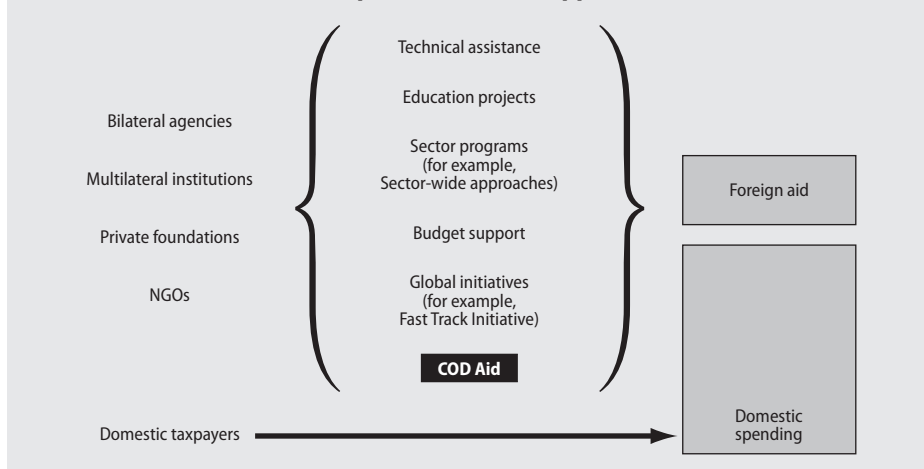 Technical assistance
Education projects
Bilateral agencies
Sector programs
(for example,
Sector-wide approaches)
Multilateral institutions
Foreign aid
Private foundations
Budget support
NGOs
Global initiatives
(for example,
Fast Track Initiative)
COD Aid
Domestic taxpayers
Domestic
spending